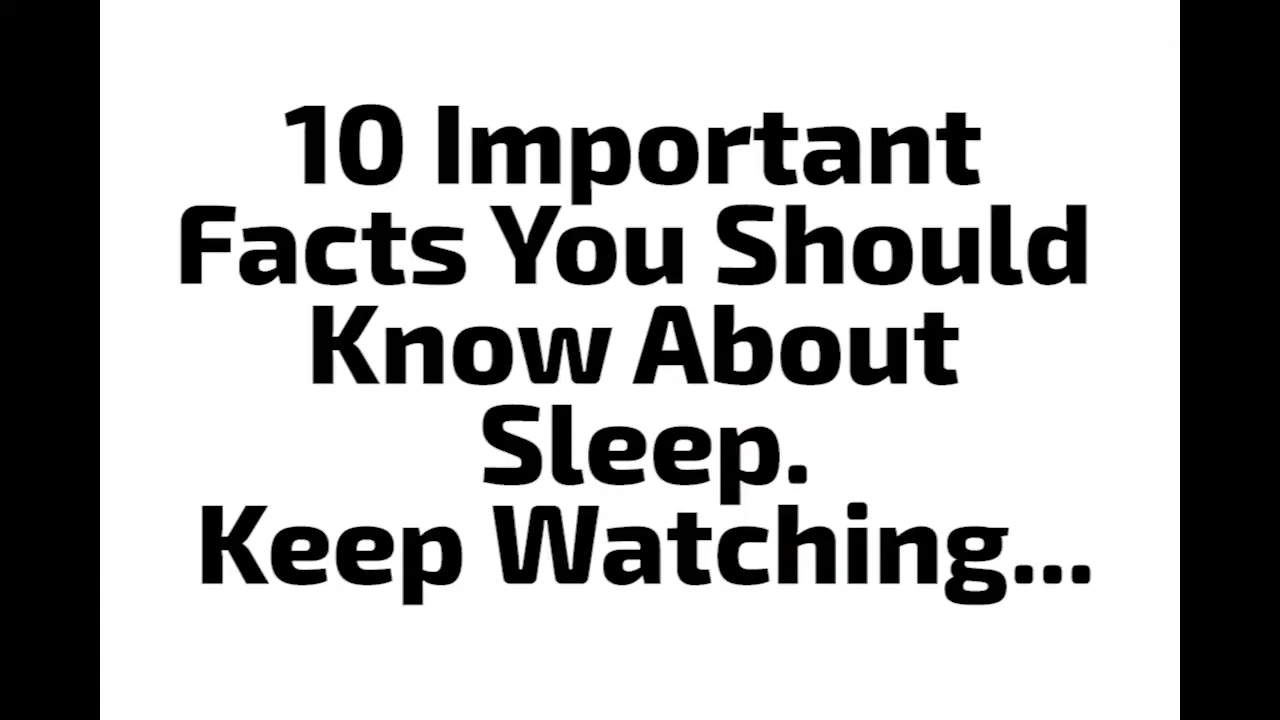 10 Important
Facts You Should
Know About
Sleep.
Keep Watching...